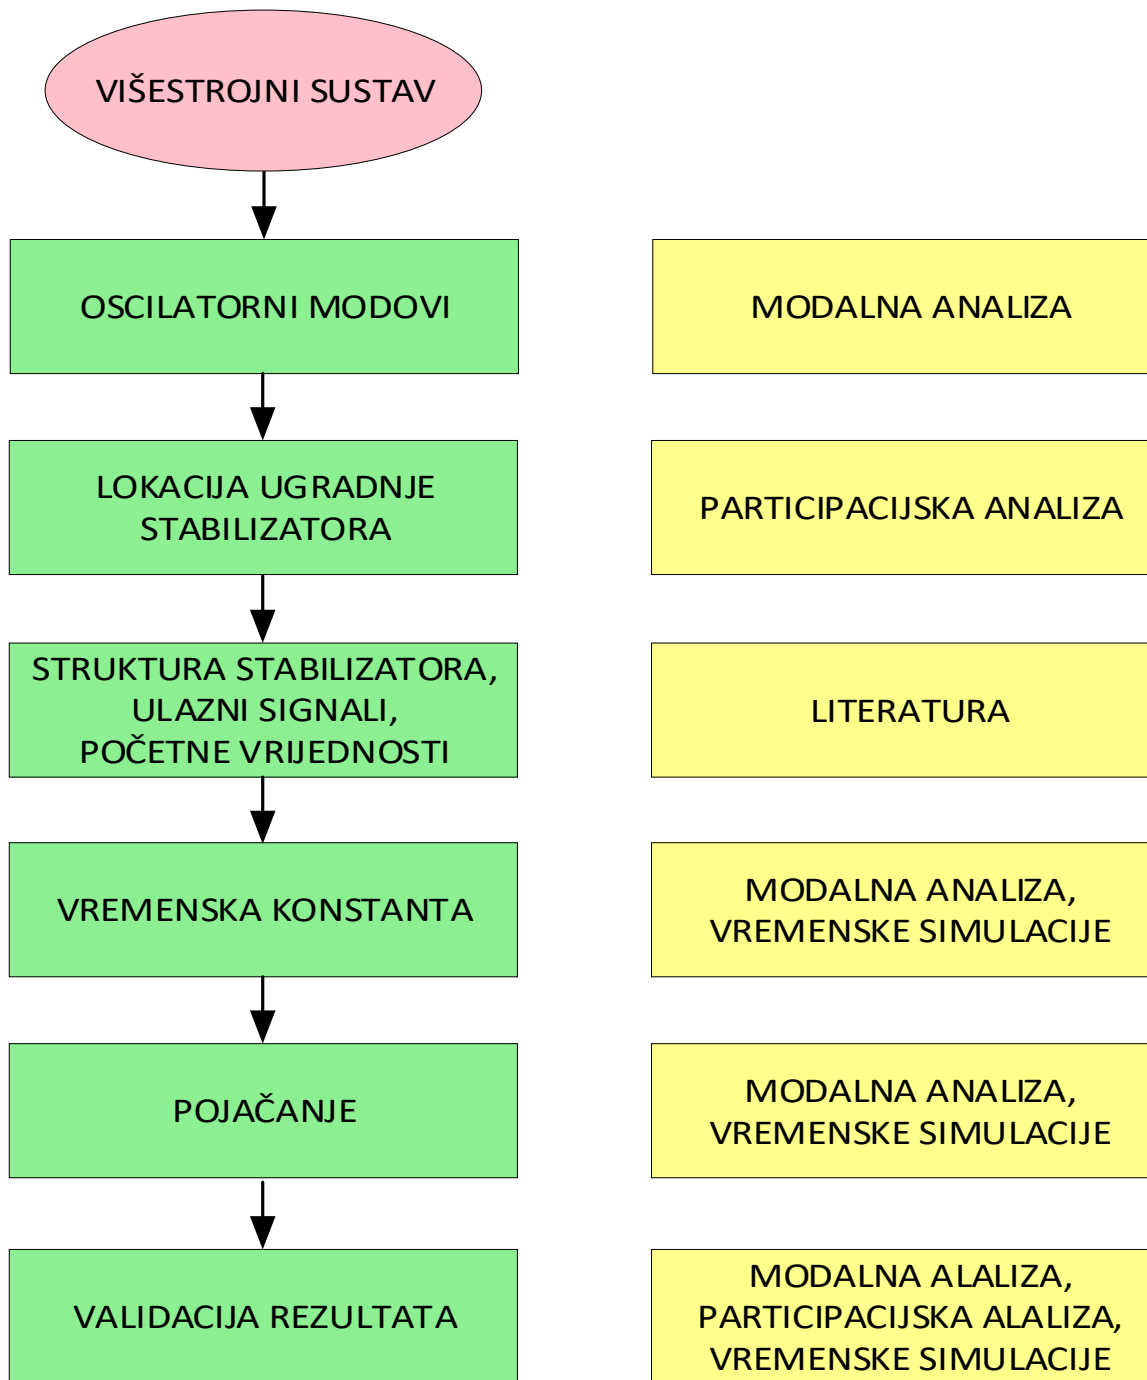 VIŠESTROJNI SUSTAV
OSCILATORNI MODOVI
MODALNA ANALIZA
LOKACIJA UGRADNJE
STABILIZATORA
PARTICIPACIJSKA ANALIZA
STRUKTURA STABILIZATORA,
ULAZNI SIGNALI,
POČETNE VRIJEDNOSTI
LITERATURA
VREMENSKA KONSTANTA
MODALNA ANALIZA,
VREMENSKE SIMULACIJE
POJAČANJE
MODALNA ANALIZA,
VREMENSKE SIMULACIJE
VALIDACIJA REZULTATA
MODALNA ALALIZA,
PARTICIPACIJSKA ALALIZA,
VREMENSKE SIMULACIJE